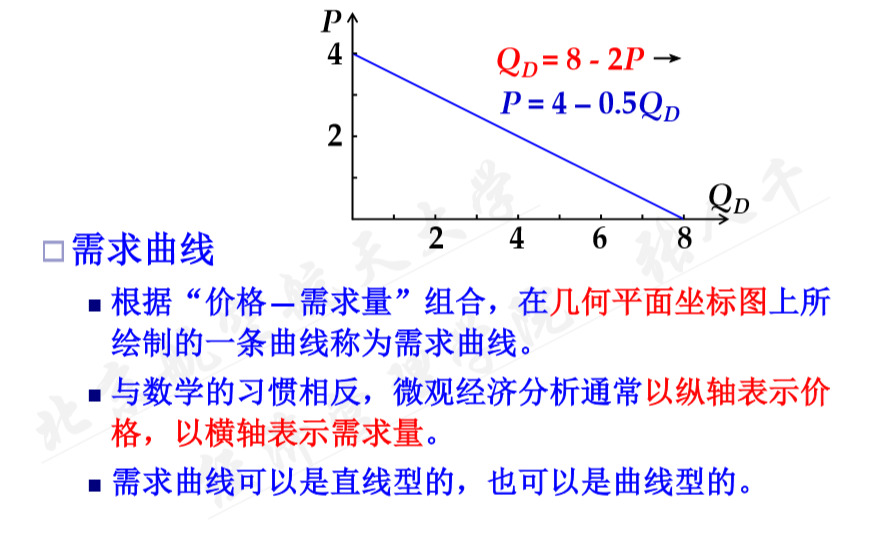 P
4
Q_D = 8 - 2P →
P = 4 – 0.5Q_D
2
Q_D
2 4 6 8
需求曲线
根据“价格—需求量”组合，在几何平面坐标图上所
绘制的一条曲线称为需求曲线。
与数学的习惯相反，微观经济分析通常以纵轴表示价
格，以横轴表示需求量。
需求曲线可以是直线型的，也可以是曲线型的。